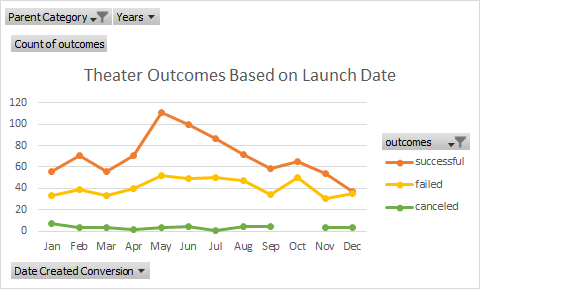 Parent Category Years
Count of outcomes
Theater Outcomes Based on Launch Date
120
100
80
60
40
20
0
Jan Feb Mar Apr May Jun Jul Aug Sep Oct Nov Dec
outcomes
successful
failed
canceled
Date Created Conversion